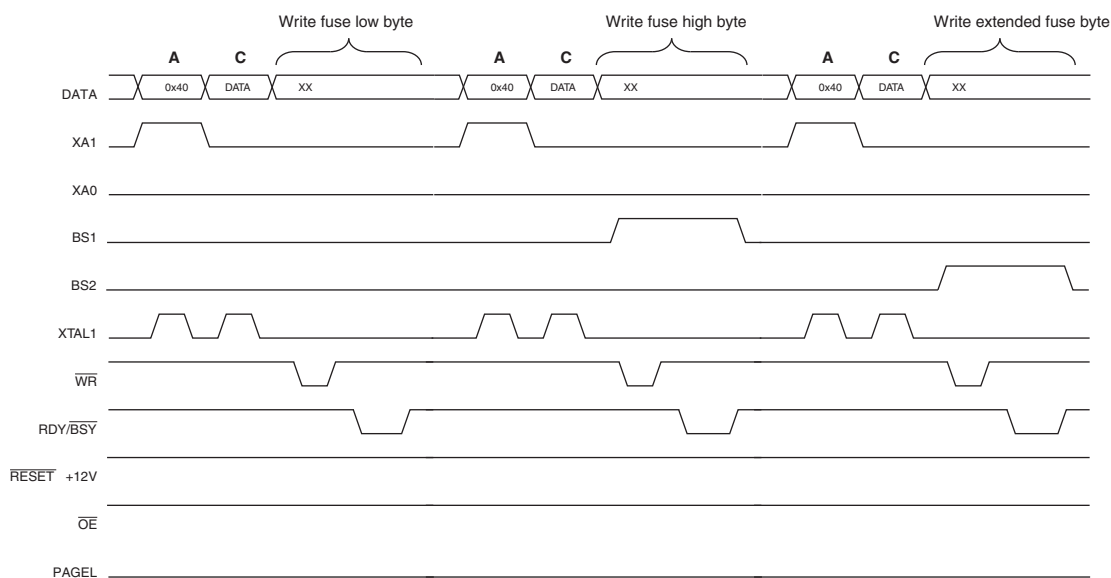 Write fuse low byte Write fuse high byte Write extended fuse byte
A C A C A C
DATA 0x40 DATA XX 0x40 DATA XX 0x40 DATA XX
XA1
XA0
BS1
BS2
XTAL1
WR
RDY/BSY
RESET +12V
OE
PAGEL